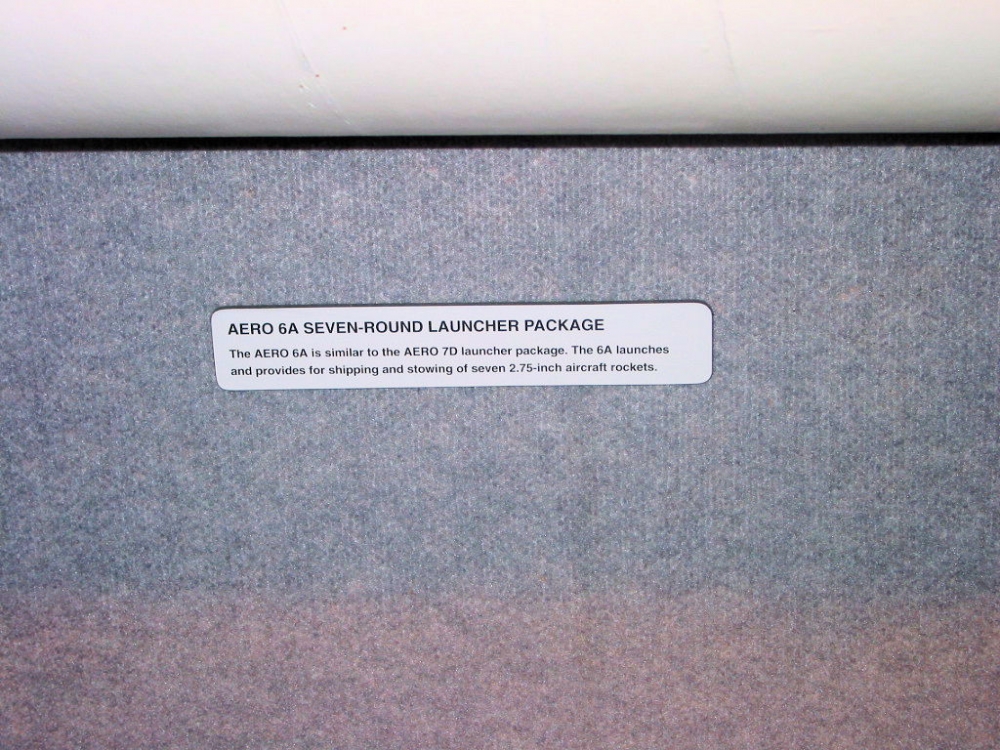 AERO 6A SEVEN-ROUND LAUNCHER PACKAGE
The AERO 6A is similar to the AERO 7D launcher package. The 6A launches
and provides for shipping and stowing of seven 2.75-inch aircraft rockets.